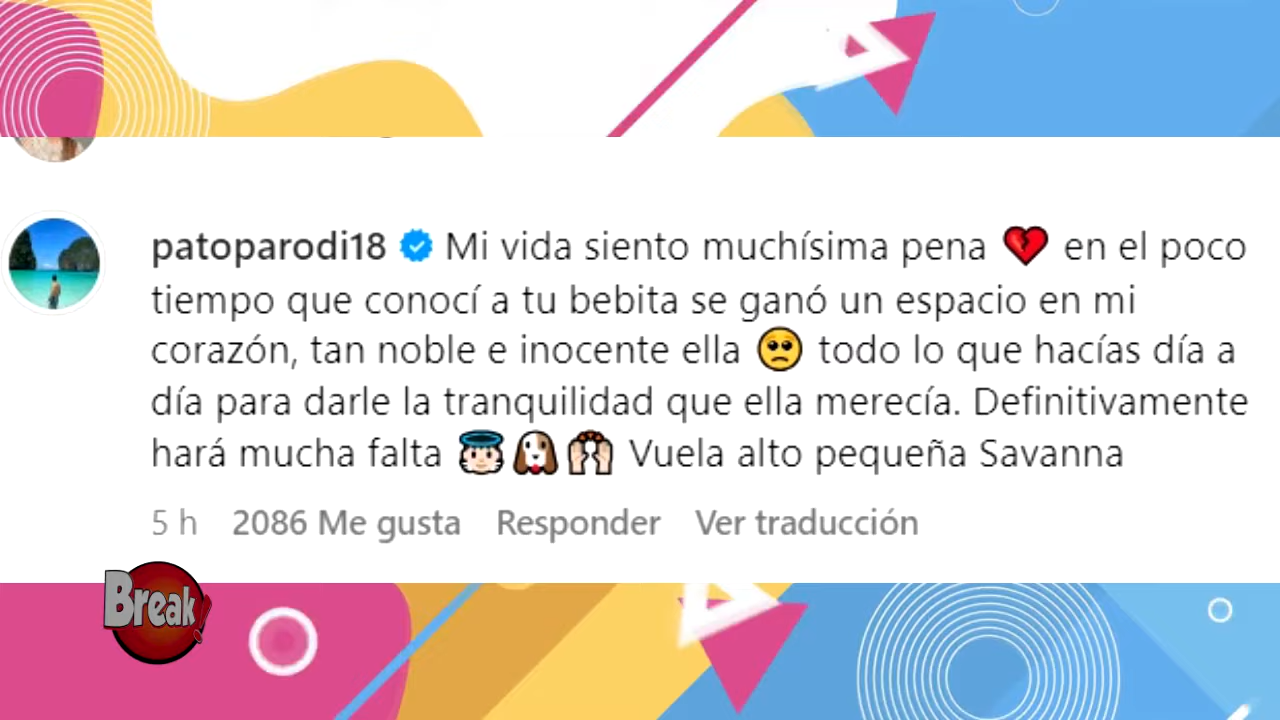 patoparodi18 Mi vida siento muchísima pena 💔 en el poco
tiempo que conocí a tu bebita se ganó un espacio en mi
corazón, tan noble e inocente ella 🥺 todo lo que hacías día a
día para darle la tranquilidad que ella merecía. Definitivamente
hará mucha falta 👼🐶🙌 Vuela alto pequeña Savanna
5 h 2086 Me gusta Responder Ver traducción
Break!